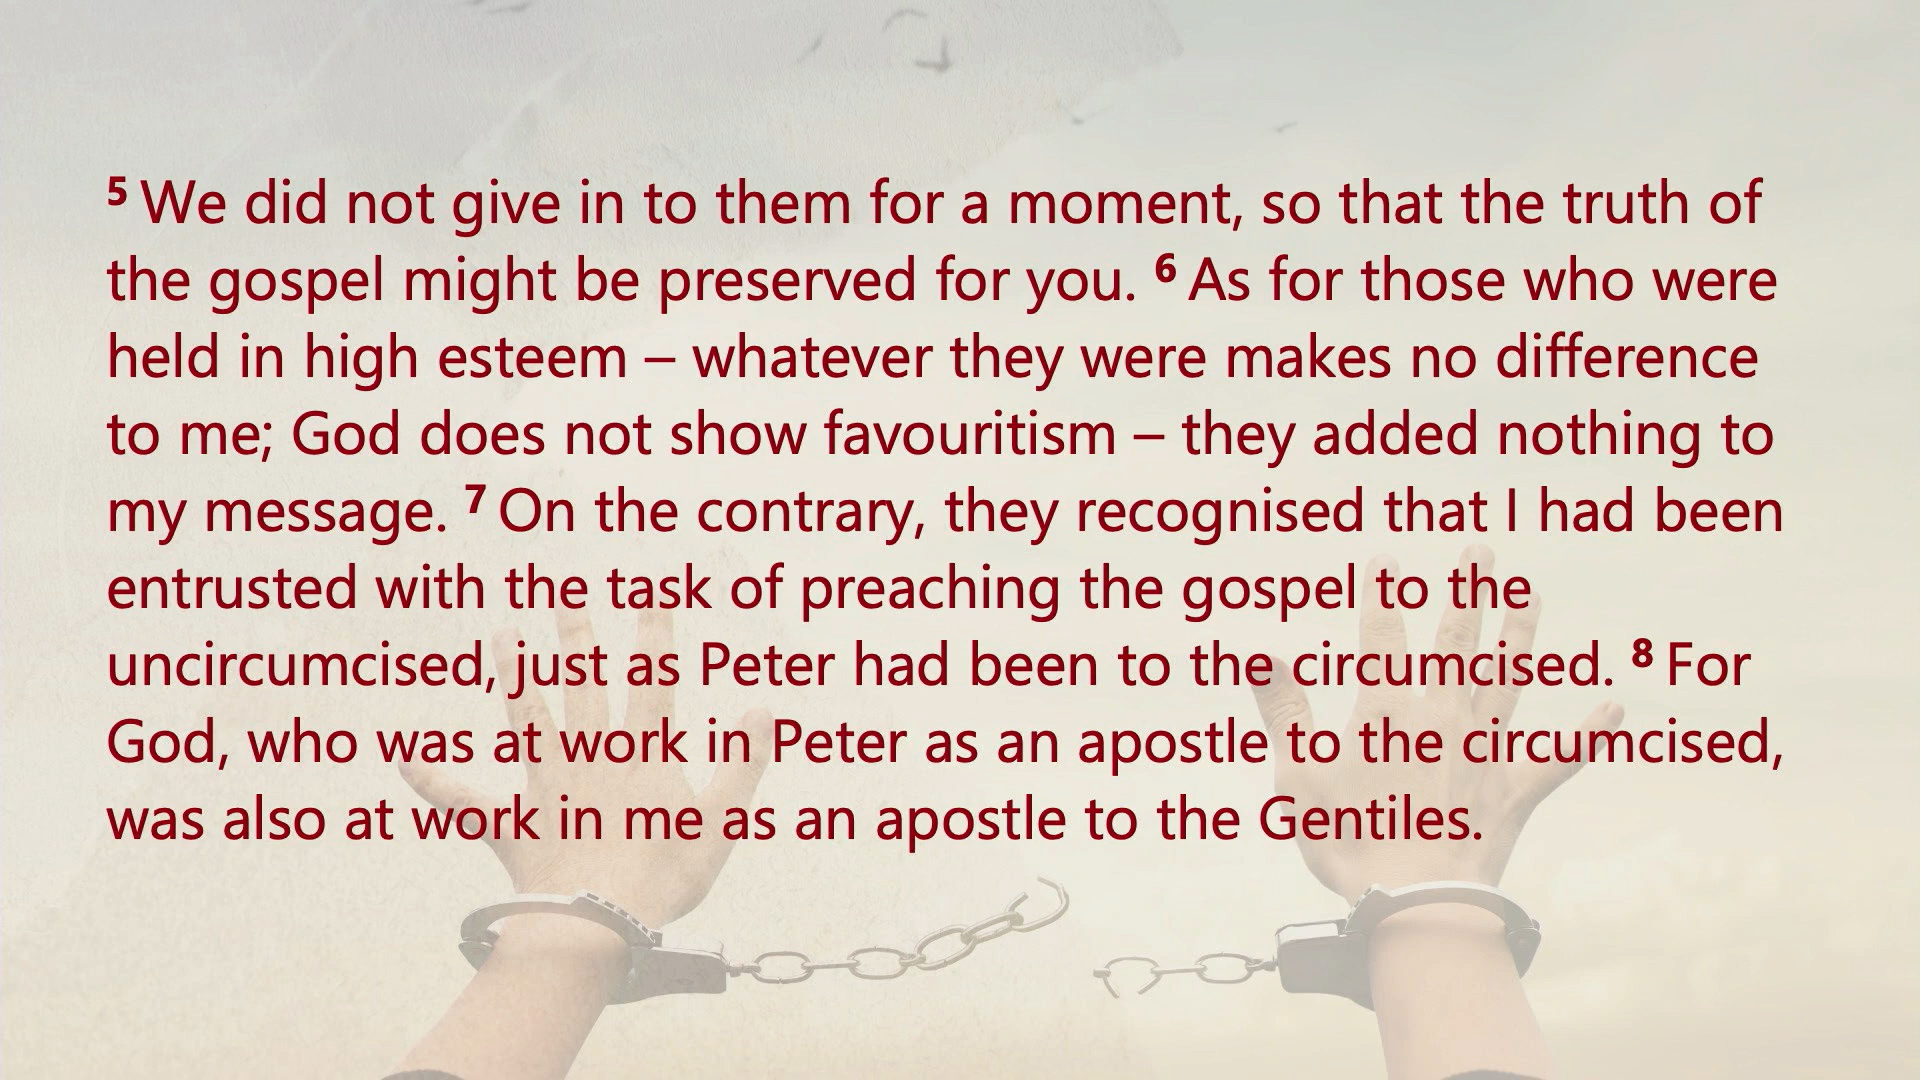 5 We did not give in to them for a moment, so that the truth of
the gospel might be preserved for you. 6 As for those who were
held in high esteem – whatever they were makes no difference
to me; God does not show favouritism – they added nothing to
my message. 7 On the contrary, they recognised that I had been
entrusted with the task of preaching the gospel to the
uncircumcised, just as Peter had been to the circumcised. 8 For
God, who was at work in Peter as an apostle to the circumcised,
was also at work in me as an apostle to the Gentiles.